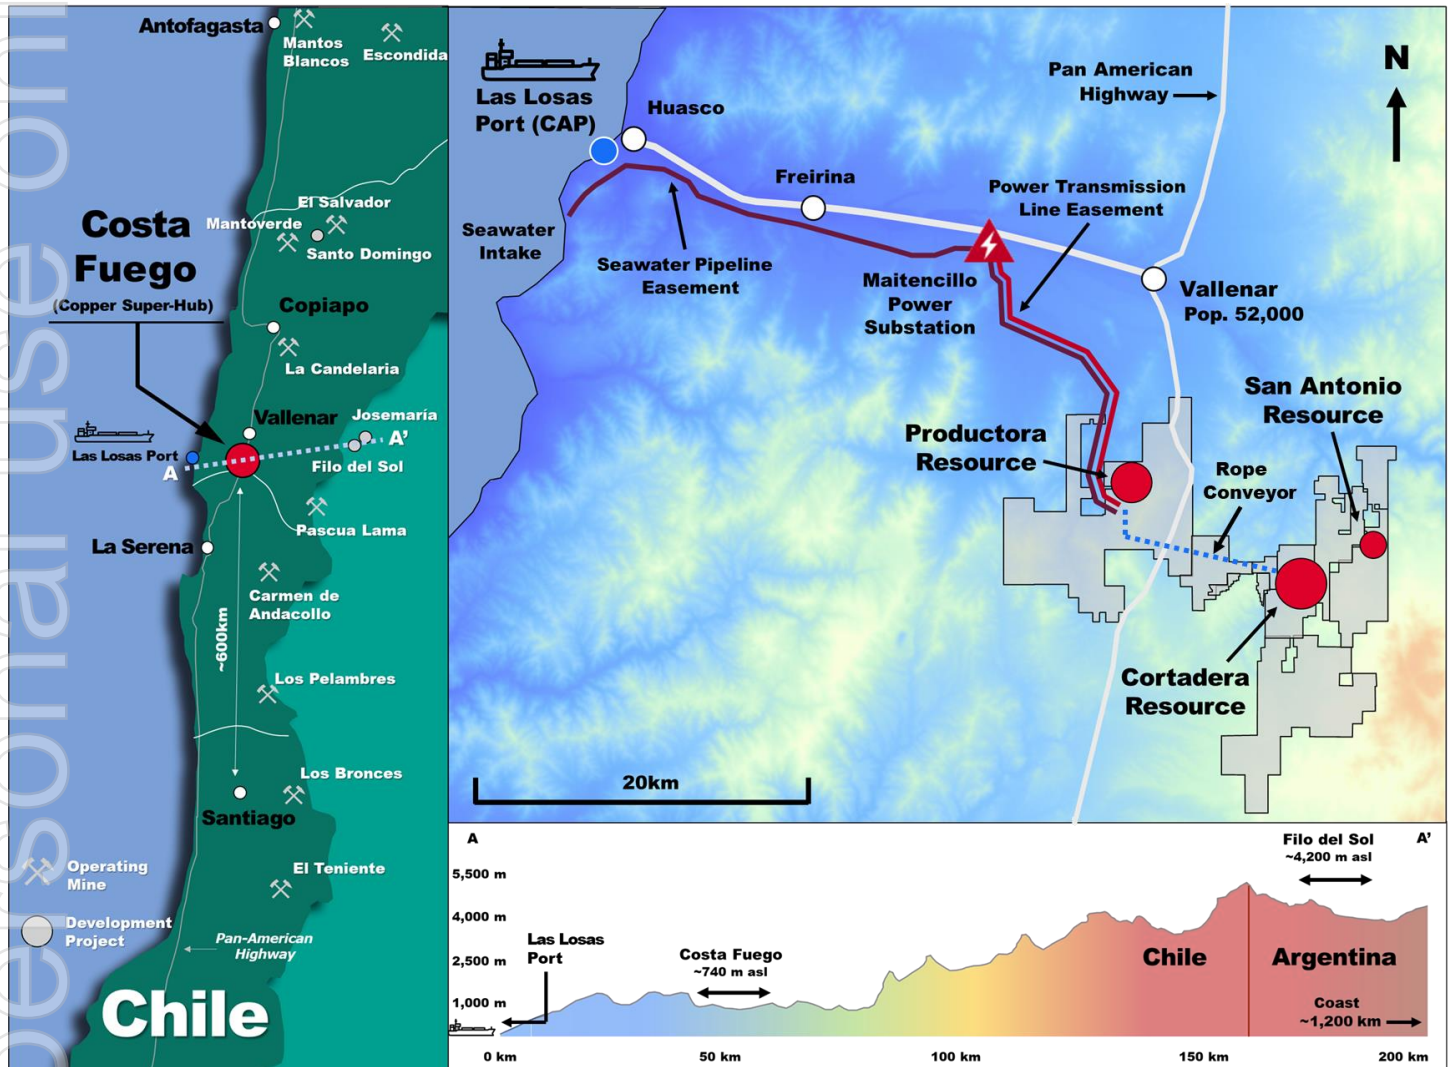 personal use only
Antofagasta
Mantos
Blancos
Escondida
El Salvador
Mantoverde
Santo Domingo
Costa
Fuego
(Copper Super-Hub)
Copiapo
La Candelaria
Vallenar
Josemaría
Las Losas Port
A
A'
Filo del Sol
Pascua Lama
La Serena
Carmen de
Andacollo
~600km
Los Pelambres
Los Bronces
Santiago
El Teniente
Operating
Mine
Development
Project
Pan-American
Highway
Chile
Las Losas
Port (CAP)
Huasco
Freirina
Pan American
Highway
N
Power Transmission
Line Easement
Seawater
Intake
Seawater Pipeline
Easement
Maitencillo
Power
Substation
Vallenar
Pop. 52,000
San Antonio
Resource
Productora
Resource
Rope
Conveyor
Cortadera
Resource
20km
A
Filo del Sol
~4,200 m asl
A'
5,500 m
4,000 m
2,500 m
1,000 m
Las Losas
Port
Costa Fuego
~740 m asl
Chile
Argentina
Coast
~1,200 km
0 km
50 km
100 km
150 km
200 km